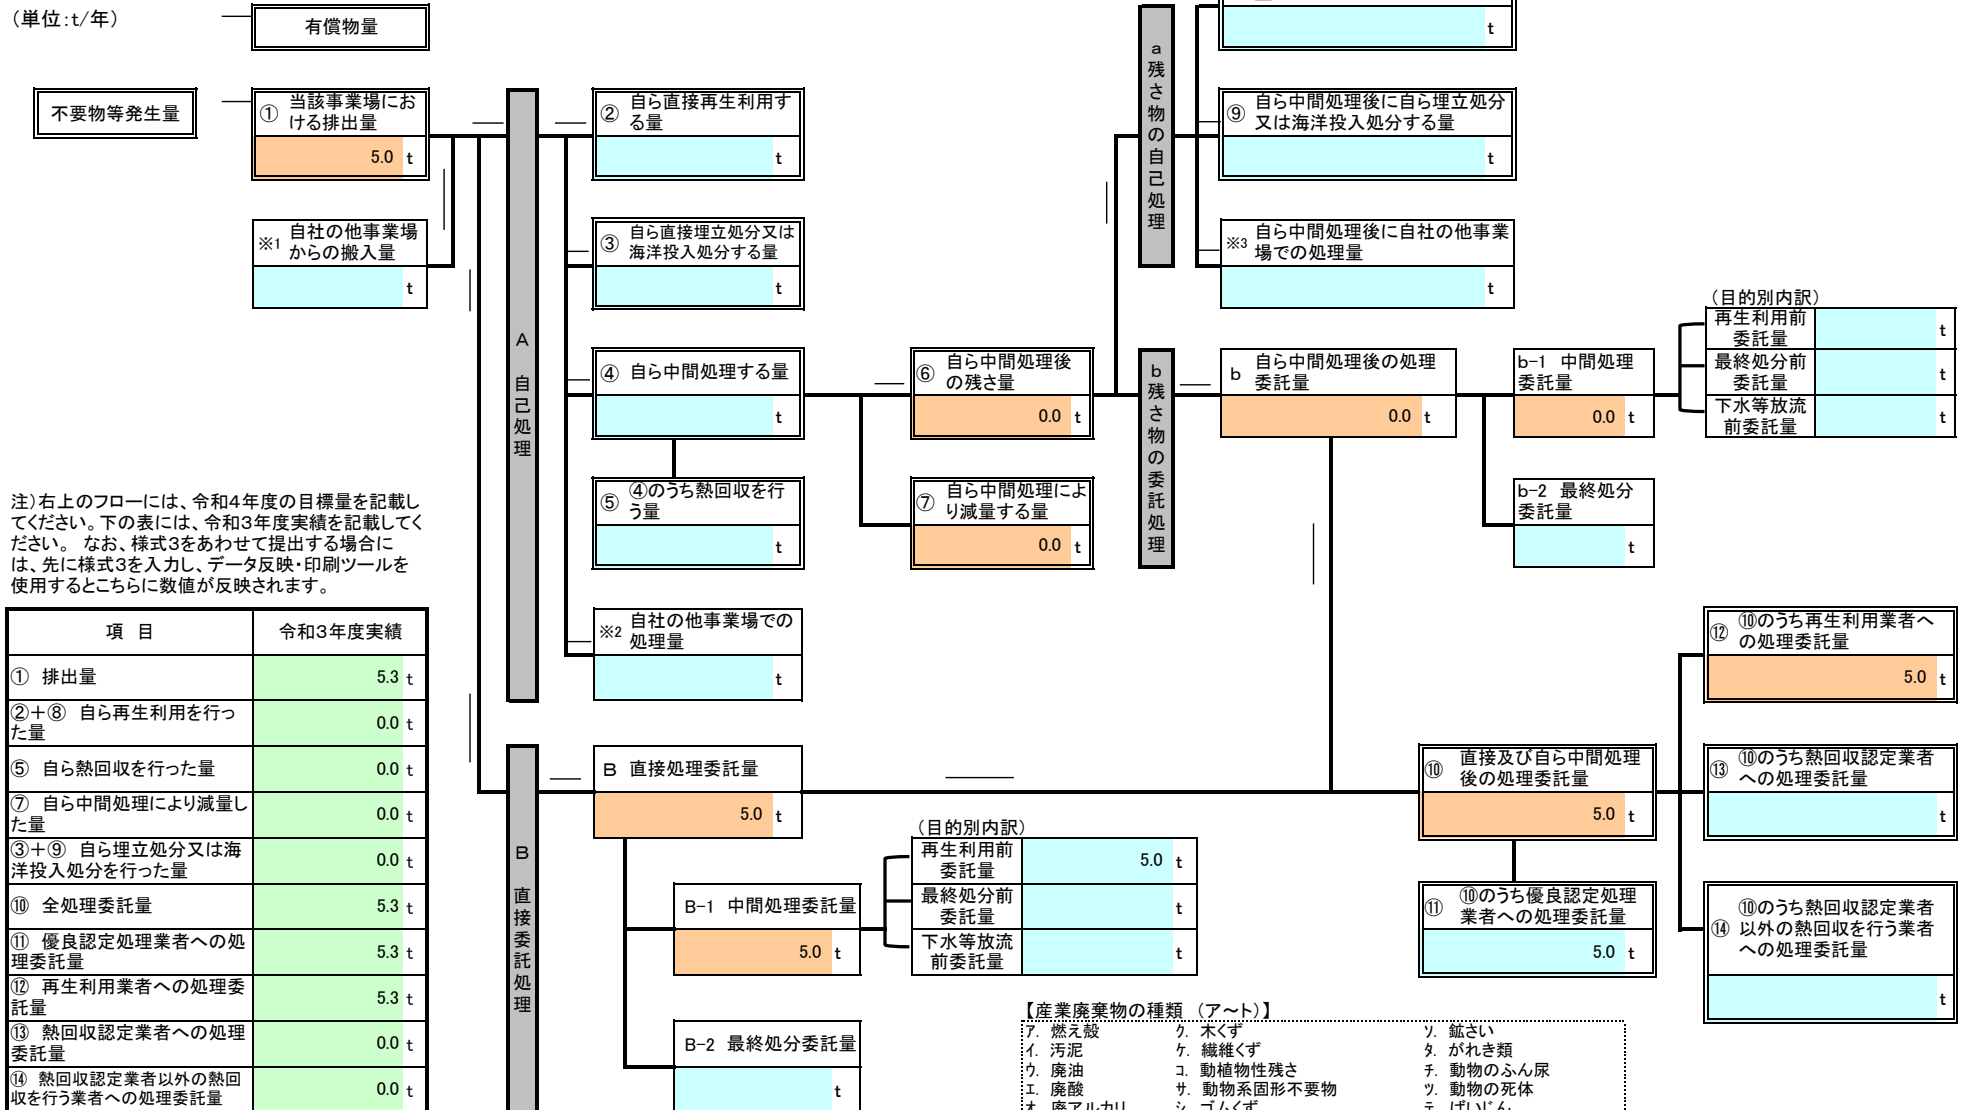 （単位:t/年）
有償物量
不要物等発生量
① 当該事業場にお
ける排出量
5.0 t
※1 自社の他事業場
からの搬入量
t
A 自己処理
② 自ら直接再生利用す
る量
t
③ 自ら直接埋立処分又は
海洋投入処分する量
t
④ 自ら中間処理する量
t
⑤ ④のうち熱回収を行
う量
t
※2 自社の他事業場での
処理量
t
⑥ 自ら中間処理後
の残さ量
0.0 t
⑦ 自ら中間処理によ
り減量する量
0.0 t
a 残さ物の自己処理
t
⑨ 自ら中間処理後に自ら埋立処分
又は海洋投入処分する量
t
※3 自ら中間処理後に自社の他事業
場での処理量
t
b 残さ物の委託処理
b 自ら中間処理後の処理
委託量
0.0 t
b-1 中間処理
委託量
0.0 t
（目的別内訳）
再生利用前
委託量
t
最終処分前
委託量
t
下水等放流
前委託量
t
b-2 最終処分
委託量
t
注）右上のフローには、令和4年度の目標量を記載し
てください。下の表には、令和3年度実績を記載してく
ださい。 なお、様式3をあわせて提出する場合に
は、先に様式3を入力し、データ反映・印刷ツールを
使用するとこちらに数値が反映されます。
項 目 令和3年度実績
① 排出量 5.3 t
②＋⑧ 自ら再生利用を行っ
た量 0.0 t
⑤ 自ら熱回収を行った量 0.0 t
⑦ 自ら中間処理により減量し
た量 0.0 t
③＋⑨ 自ら埋立処分又は海
洋投入処分を行った量 0.0 t
⑩ 全処理委託量 5.3 t
⑪ 優良認定処理業者への処
理委託量 5.3 t
⑫ 再生利用業者への処理委
託量 5.3 t
⑬ 熱回収認定業者への処理
委託量 0.0 t
⑭ 熱回収認定業者以外の熱回
収を行う業者への処理委託量 0.0 t
B 直接委託処理
B 直接処理委託量
5.0 t
B-1 中間処理委託量
5.0 t
（目的別内訳）
再生利用前
委託量
5.0 t
最終処分前
委託量
t
下水等放流
前委託量
t
B-2 最終処分委託量
t
⑩ 直接及び自ら中間処理
後の処理委託量
5.0 t
⑪ ⑩のうち優良認定処理
業者への処理委託量
5.0 t
⑫ ⑩のうち再生利用業者へ
の処理委託量
5.0 t
⑬ ⑩のうち熱回収認定業者
への処理委託量
t
⑭ ⑩のうち熱回収認定業者
以外の熱回収を行う業者
への処理委託量
t
【産業廃棄物の種類 （ア～ト）】
ｱ. 燃え殻 ｸ. 木くず ｿ. 鉱さい
ｲ. 汚泥 ｹ. 繊維くず ﾀ. がれき類
ｳ. 廃油 ｺ. 動植物性残さ ﾁ. 動物のふん尿
ｴ. 廃酸 ｻ. 動物系固形不要物 ﾂ. 動物の死体
ｵ. 廃アルカリ ｼ. ゴムくず ﾃ. ばいじん